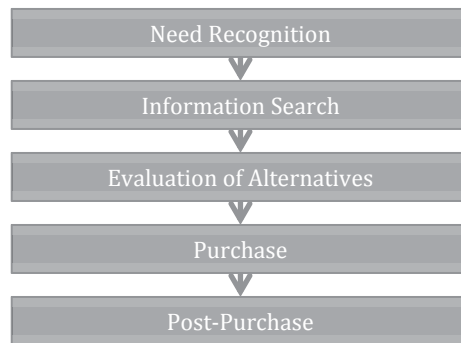 Need Recognition
Information Search
Evaluation of Alternatives
Purchase
Post-Purchase